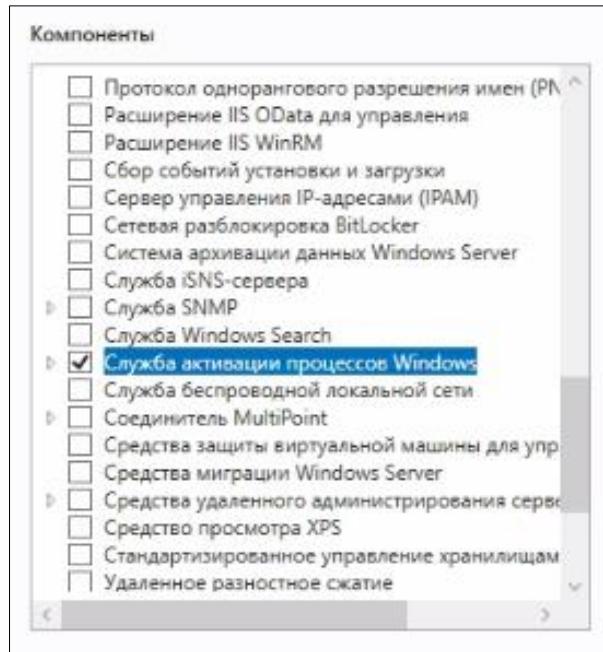 Компоненты
Протокол однорангового разрешения имен (PN
Расширение IIS OData для управления
Расширение IIS WinRM
Сбор событий установки и загрузки
Сервер управления IP-адресами (IPAM)
Сетевая разблокировка BitLocker
Система архивации данных Windows Server
Служба iSNS-сервера
Служба SNMP
Служба Windows Search
Служба активации процессов Windows
Служба беспроводной локальной сети
Соединитель MultiPoint
Средства защиты виртуальной машины для упр
Средства миграции Windows Server
Средства удаленного администрирования серве
Средство просмотра XPS
Стандартизированное управление хранилищам
Удаленное разностное сжатие